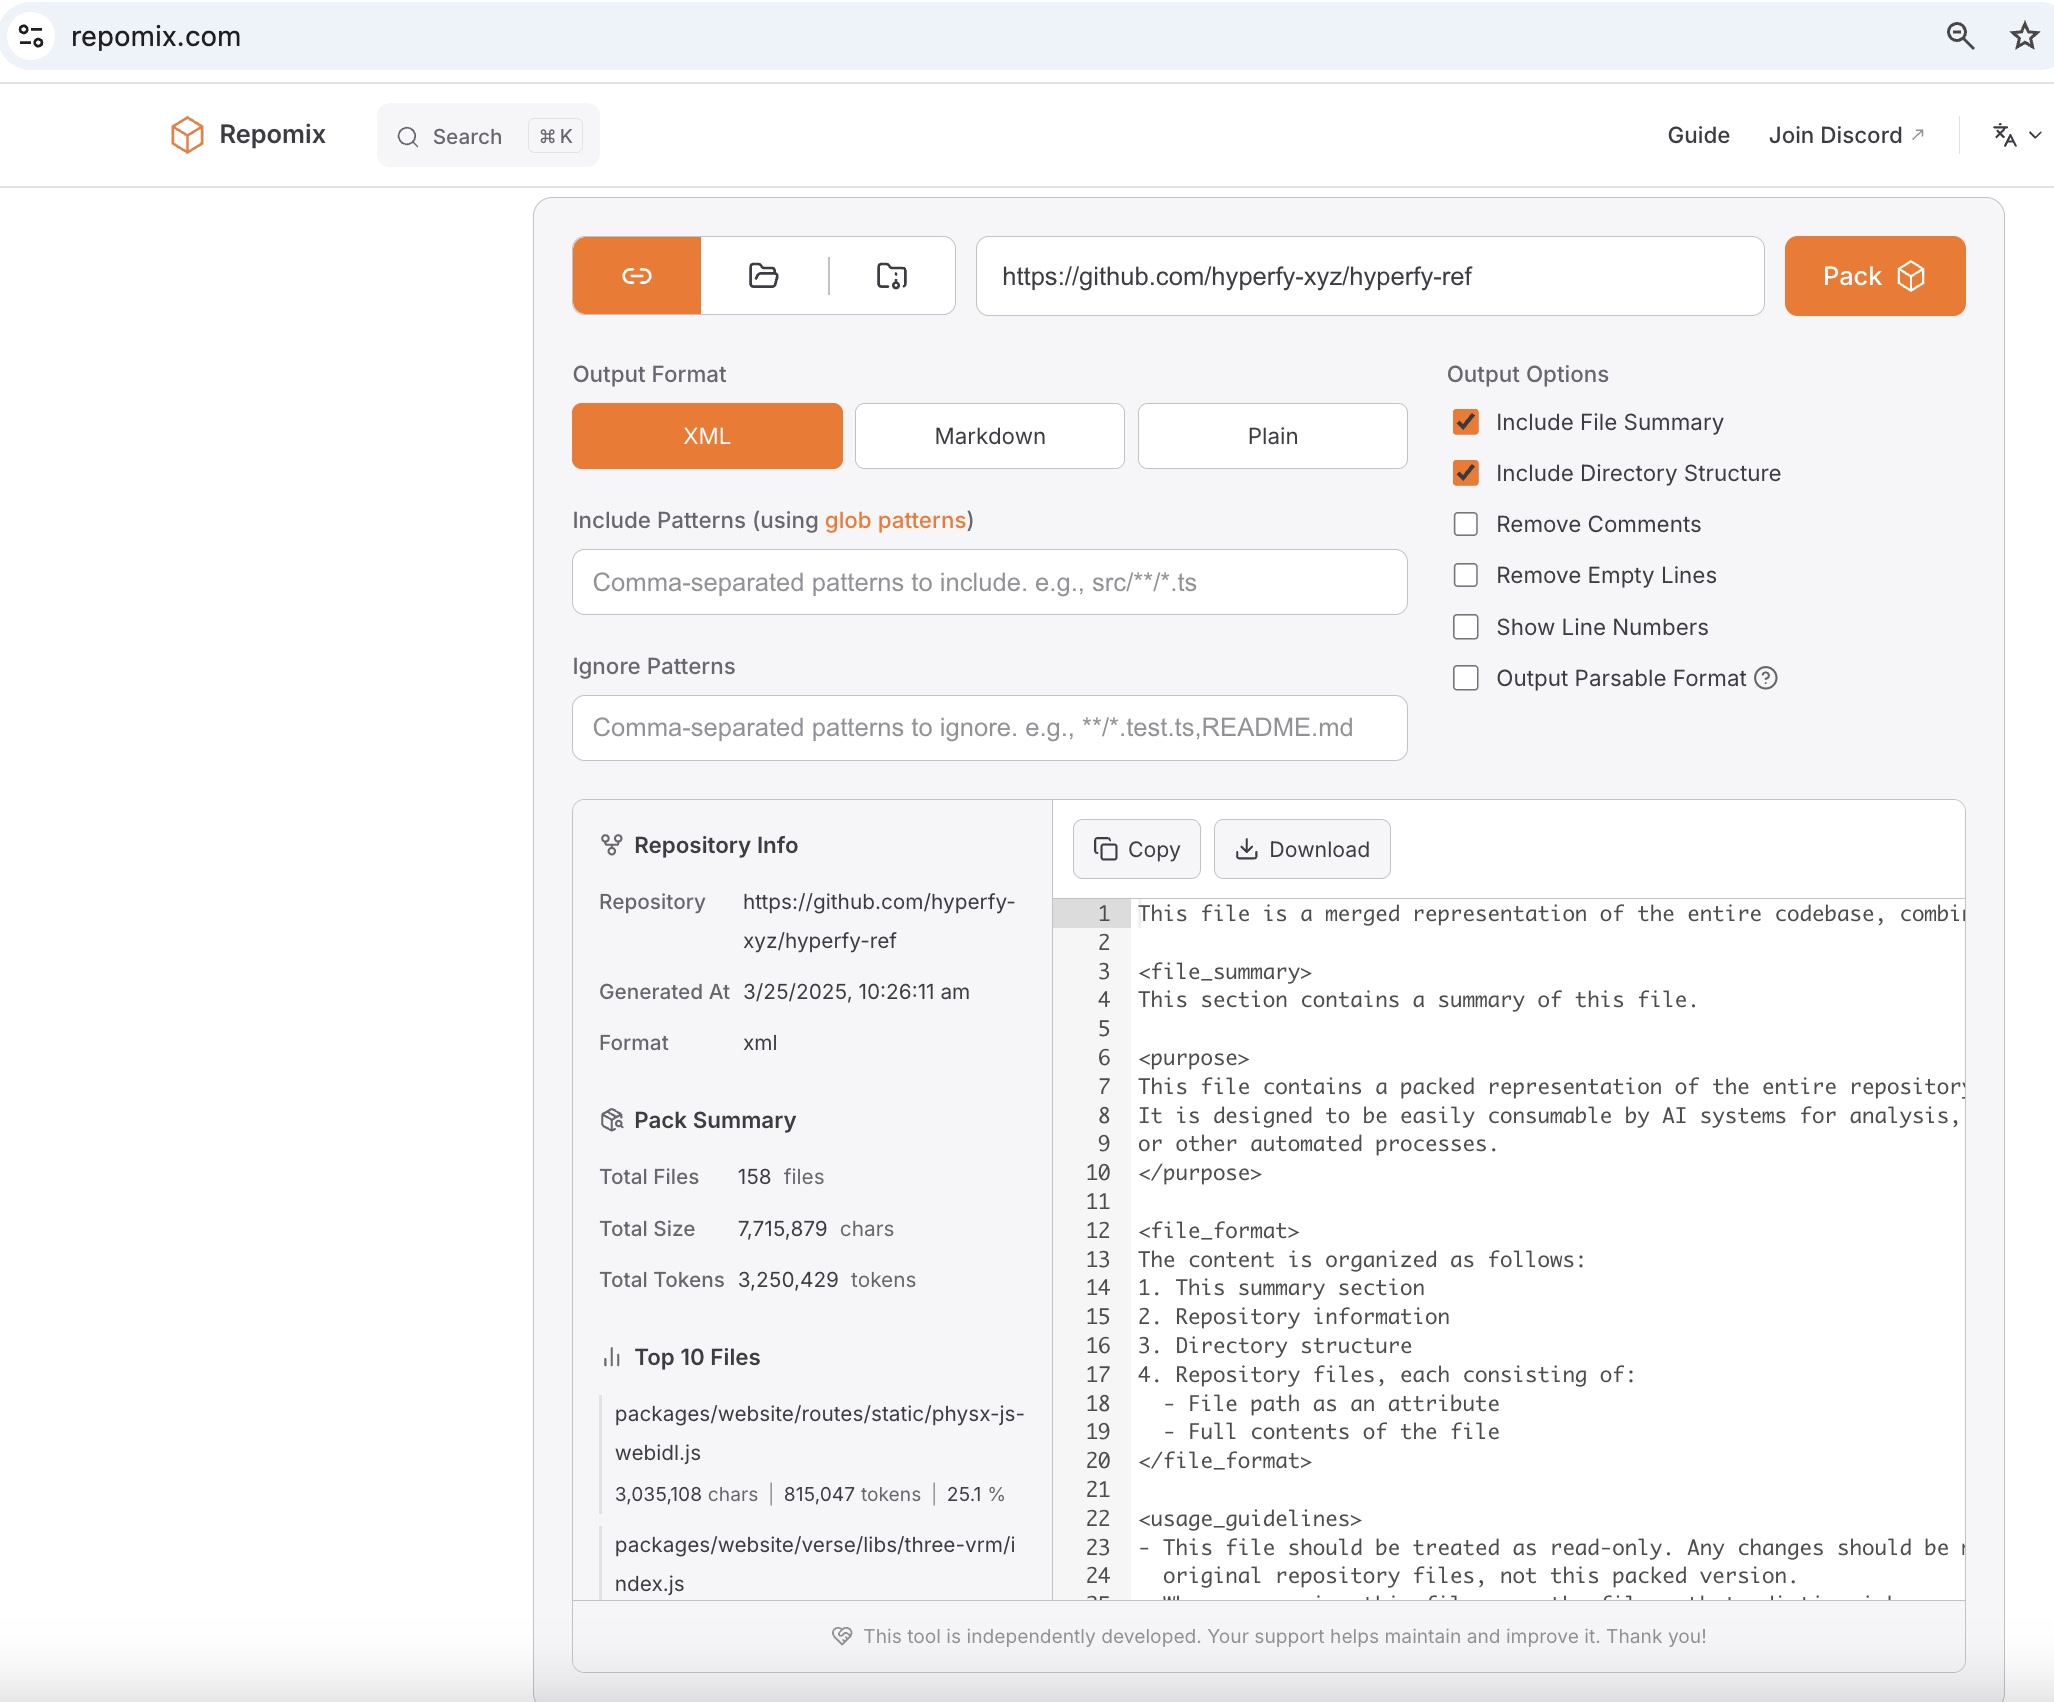 repomix.com
Repomix
Search ⌘ K
Guide
Join Discord ↗
https://github.com/hyperfy-xyz/hyperfy-ref
Pack
Output Format
XML
Markdown
Plain
Include Patterns (using glob patterns)
Comma-separated patterns to include. e.g., src/**/*.ts
Ignore Patterns
Comma-separated patterns to ignore. e.g., **/*.test.ts,README.md
Output Options
Include File Summary
Include Directory Structure
Remove Comments
Remove Empty Lines
Show Line Numbers
Output Parsable Format
Repository Info
Repository https://github.com/hyperfy-
xyz/hyperfy-ref
Generated At 3/25/2025, 10:26:11 am
Format xml
Pack Summary
Total Files 158 files
Total Size 7,715,879 chars
Total Tokens 3,250,429 tokens
Top 10 Files
packages/website/routes/static/physx-js-
webidl.js
3,035,108 chars | 815,047 tokens | 25.1 %
packages/website/verse/libs/three-vrm/i
ndex.js
Copy
Download
1 This file is a merged representation of the entire codebase, combi
2
3 <file_summary>
4 This section contains a summary of this file.
5
6 <purpose>
7 This file contains a packed representation of the entire repository
8 It is designed to be easily consumable by AI systems for analysis,
9 or other automated processes.
10 </purpose>
11
12 <file_format>
13 The content is organized as follows:
14 1. This summary section
15 2. Repository information
16 3. Directory structure
17 4. Repository files, each consisting of:
18 - File path as an attribute
19 - Full contents of the file
20 </file_format>
21
22 <usage_guidelines>
23 - This file should be treated as read-only. Any changes should be
24 original repository files, not this packed version.
This tool is independently developed. Your support helps maintain and improve it. Thank you!